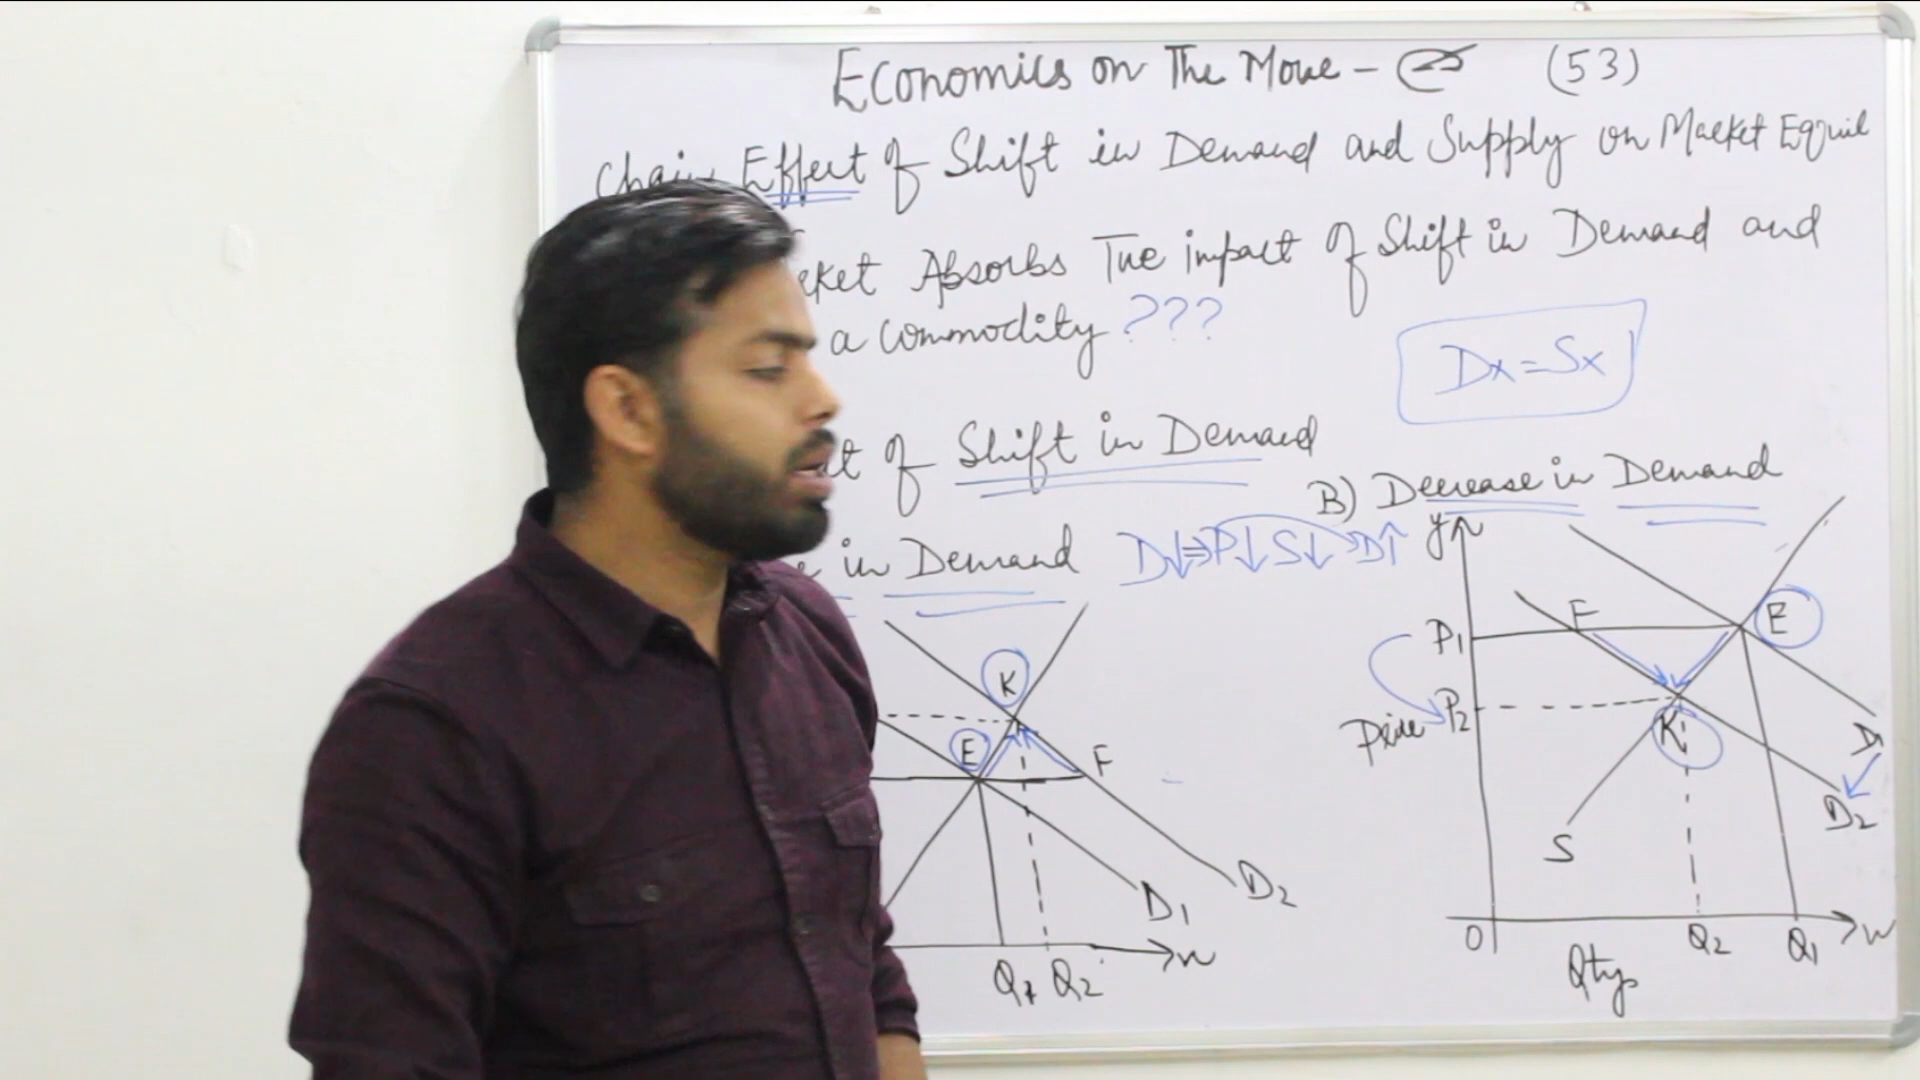 Economics on The Move - (53)
Chain Effect of Shift in Demand and Supply on Market Equil
Absorbs The impact of Shift in Demand and
a commodity ???
Dx = Sx
of Shift in Demand
B) Decrease in Demand
in Demand D↓⇒P↓ S↓ → D↑
y
K
E
F
D1
D2
Q1 Q2
P1
F
E
Price P2
K
D1
D2
S
O
Q2
Q1
Qty